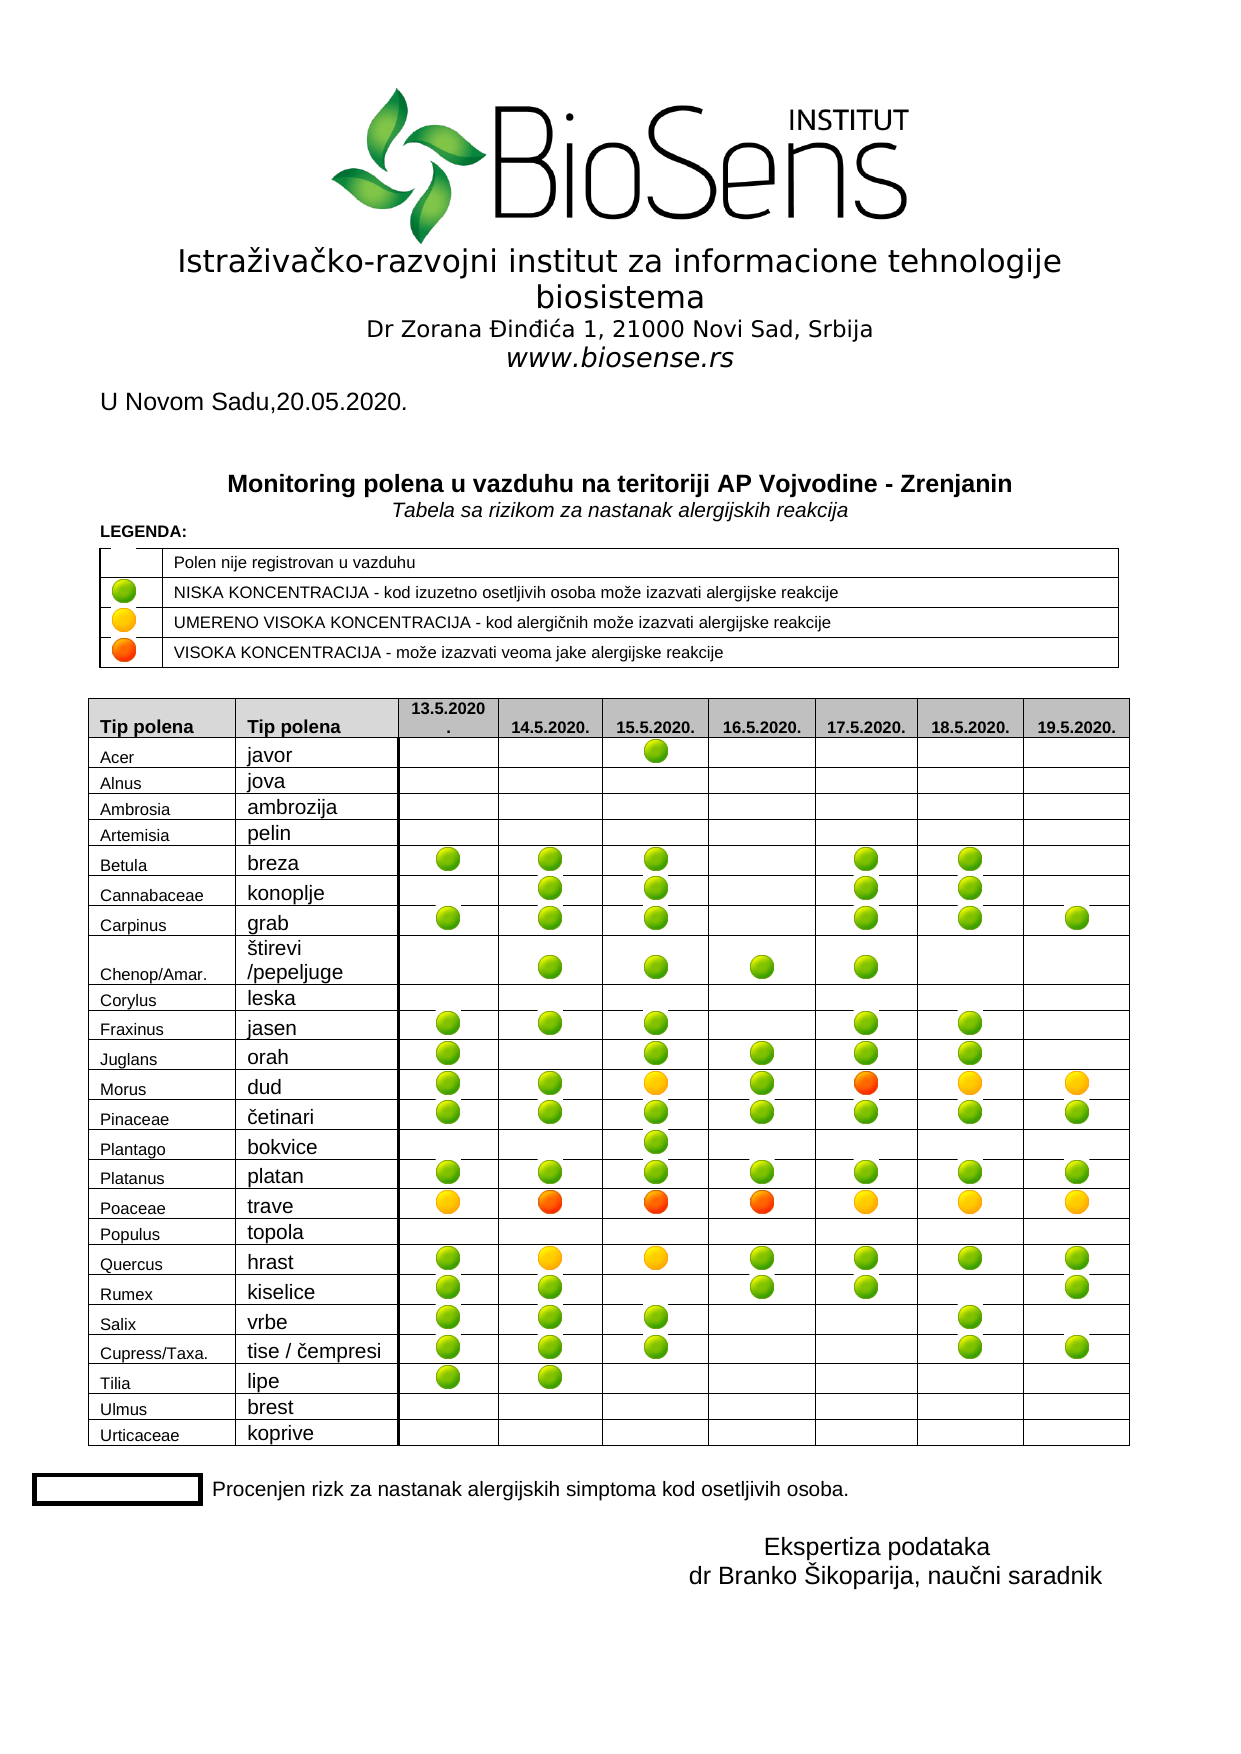 BioSens INSTITUT
Istraživačko-razvojni institut za informacione tehnologije
biosistema
Dr Zorana Đinđića 1, 21000 Novi Sad, Srbija
www.biosense.rs
U Novom Sadu,20.05.2020.
Monitoring polena u vazduhu na teritoriji AP Vojvodine - Zrenjanin
Tabela sa rizikom za nastanak alergijskih reakcija
LEGENDA:
Polen nije registrovan u vazduhu
NISKA KONCENTRACIJA - kod izuzetno osetljivih osoba može izazvati alergijske reakcije
UMERENO VISOKA KONCENTRACIJA - kod alergičnih može izazvati alergijske reakcije
VISOKA KONCENTRACIJA - može izazvati veoma jake alergijske reakcije
Tip polena Tip polena 13.5.2020. 14.5.2020. 15.5.2020. 16.5.2020. 17.5.2020. 18.5.2020. 19.5.2020.
Acer javor
Alnus jova
Ambrosia ambrozija
Artemisia pelin
Betula breza
Cannabaceae konoplje
Carpinus grab
Chenop/Amar. štirevi /pepeljuge
Corylus leska
Fraxinus jasen
Juglans orah
Morus dud
Pinaceae četinari
Plantago bokvice
Platanus platan
Poaceae trave
Populus topola
Quercus hrast
Rumex kiselice
Salix vrbe
Cupress/Taxa. tise / čempresi
Tilia lipe
Ulmus brest
Urticaceae koprive
Procenjen rizk za nastanak alergijskih simptoma kod osetljivih osoba.
Ekspertiza podataka
dr Branko Šikoparija, naučni saradnik